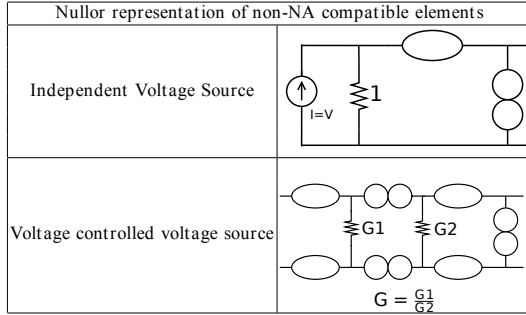 Nullor representation of non-NA compatible elements
Independent Voltage Source
1
I=V
Voltage controlled voltage source
G1
G2
G = G1/G2